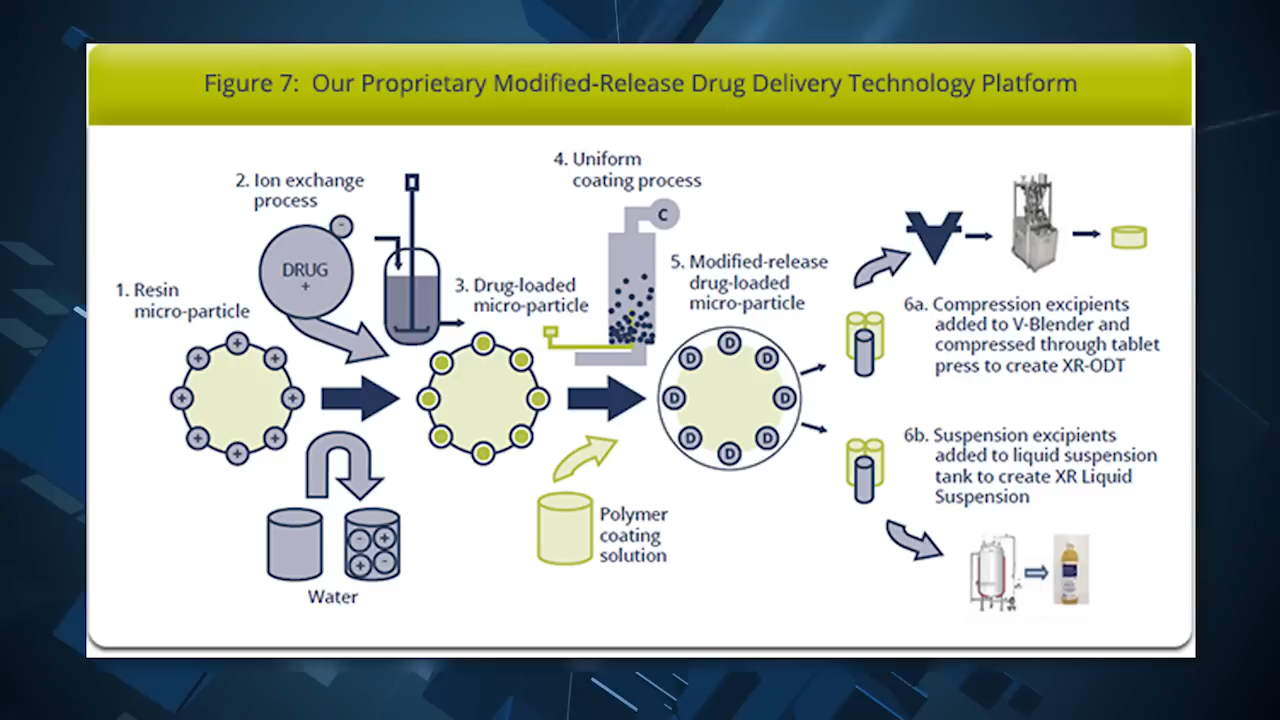 Figure 7: Our Proprietary Modified-Release Drug Delivery Technology Platform
1. Resin
micro-particle
+
+
+
+
+
+
+
+
2. Ion exchange
process
-
DRUG
+
3. Drug-loaded
micro-particle
4. Uniform
coating process
C
5. Modified-release
drug-loaded
micro-particle
D
D
D
D
D
D
D
D
6a. Compression excipients
added to V-Blender and
compressed through tablet
press to create XR-ODT
6b. Suspension excipients
added to liquid suspension
tank to create XR Liquid
Suspension
Polymer
coating
solution
-
+
+
-
Water